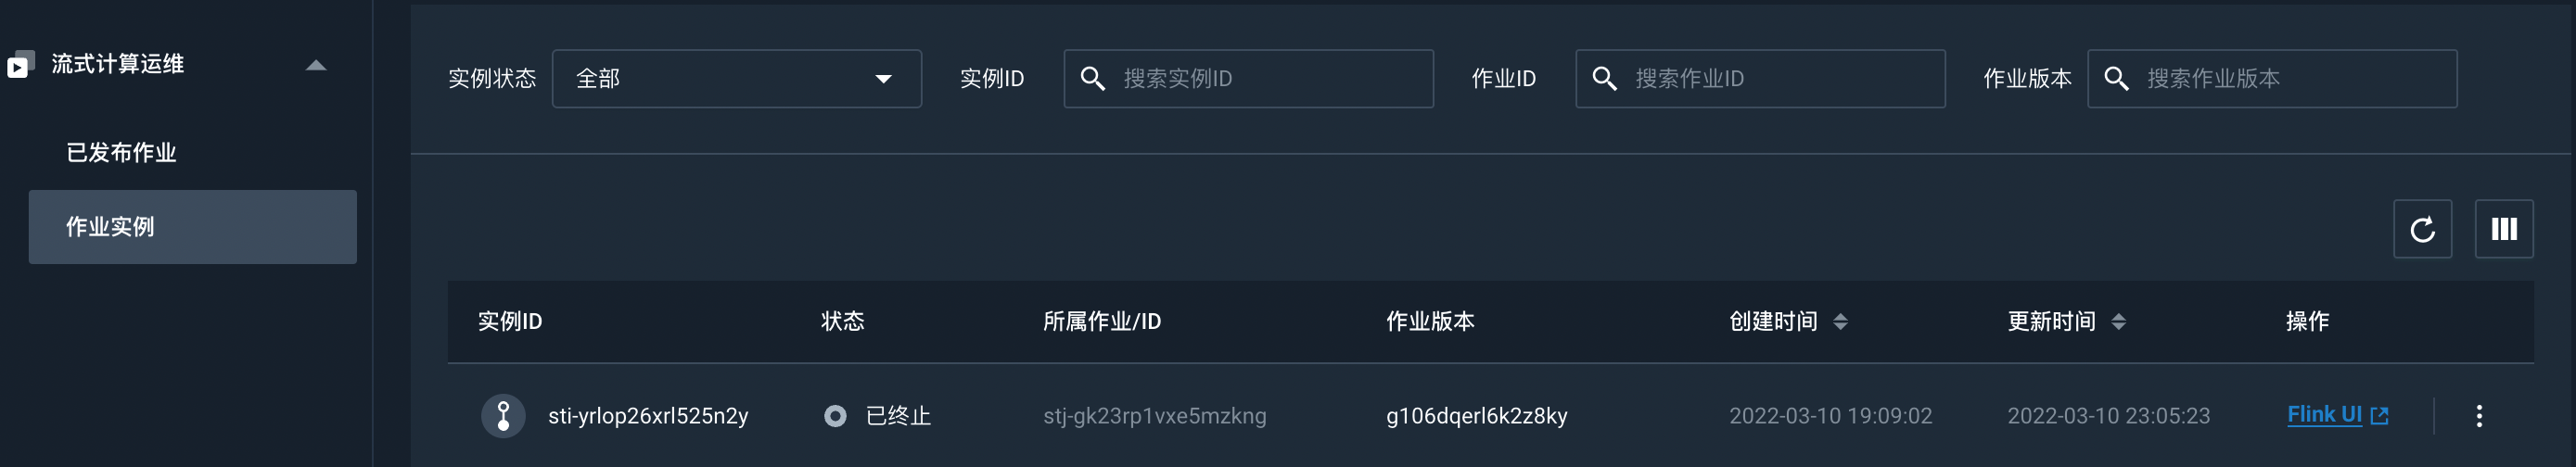 流式计算运维
已发布作业
作业实例
实例状态 全部 实例ID 搜索实例ID 作业ID 搜索作业ID 作业版本 搜索作业版本
实例ID 状态 所属作业/ID 作业版本 创建时间 更新时间 操作
sti-yrlop26xrl525n2y 已终止 stj-gk23rp1vxe5mzkng g106dqerl6k2z8ky 2022-03-10 19:09:02 2022-03-10 23:05:23 Flink UI